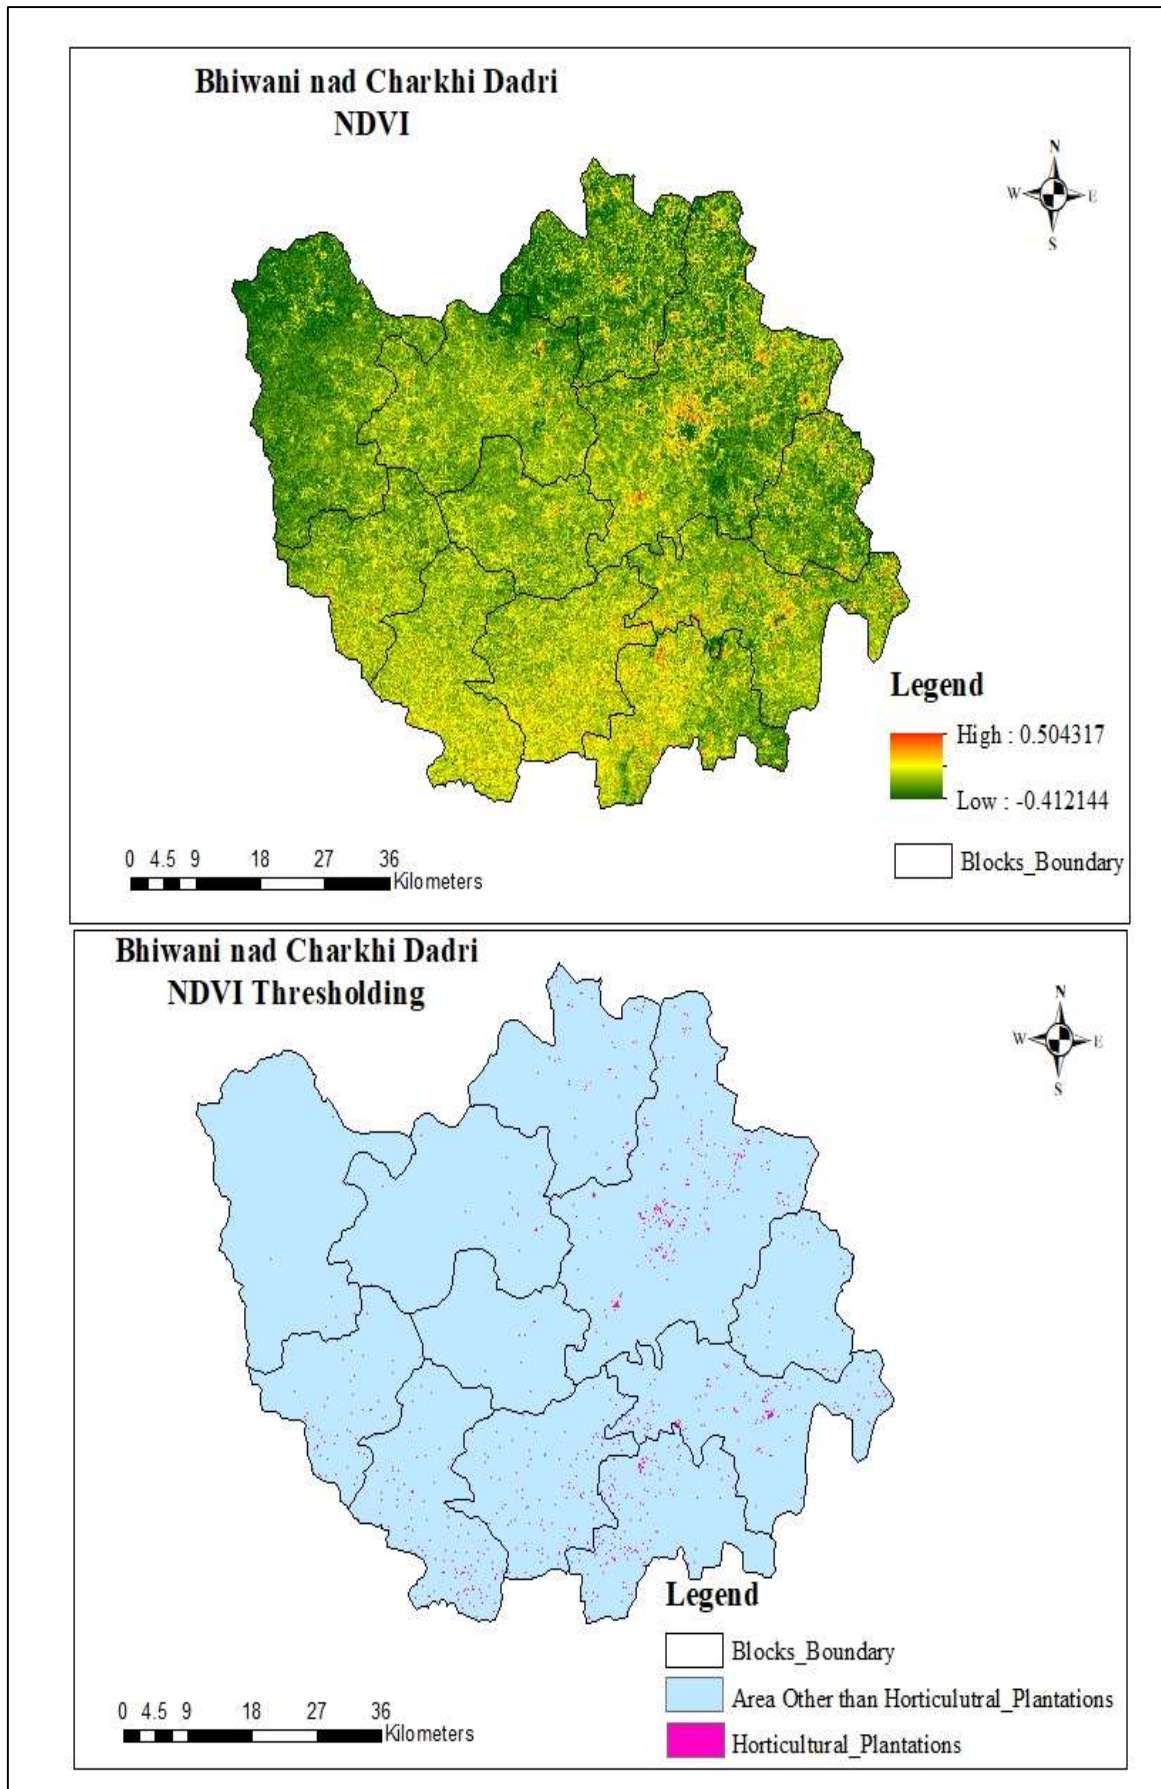 Bhiwani nad Charkhi Dadri
NDVI
N
W E
S
Legend
High : 0.504317
Low : -0.412144
Blocks_Boundary
0 4.5 9 18 27 36
Kilometers
Bhiwani nad Charkhi Dadri
NDVI Thresholding
N
W E
S
Legend
Blocks_Boundary
Area Other than Horticulutral_Plantations
Horticultural_Plantations
0 4.5 9 18 27 36
Kilometers